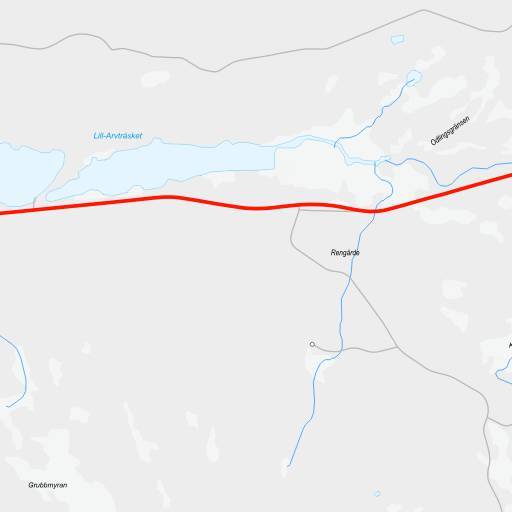 Lill-Arvträsket
Odlingsgränsen
Rengårde
Grubbmyran